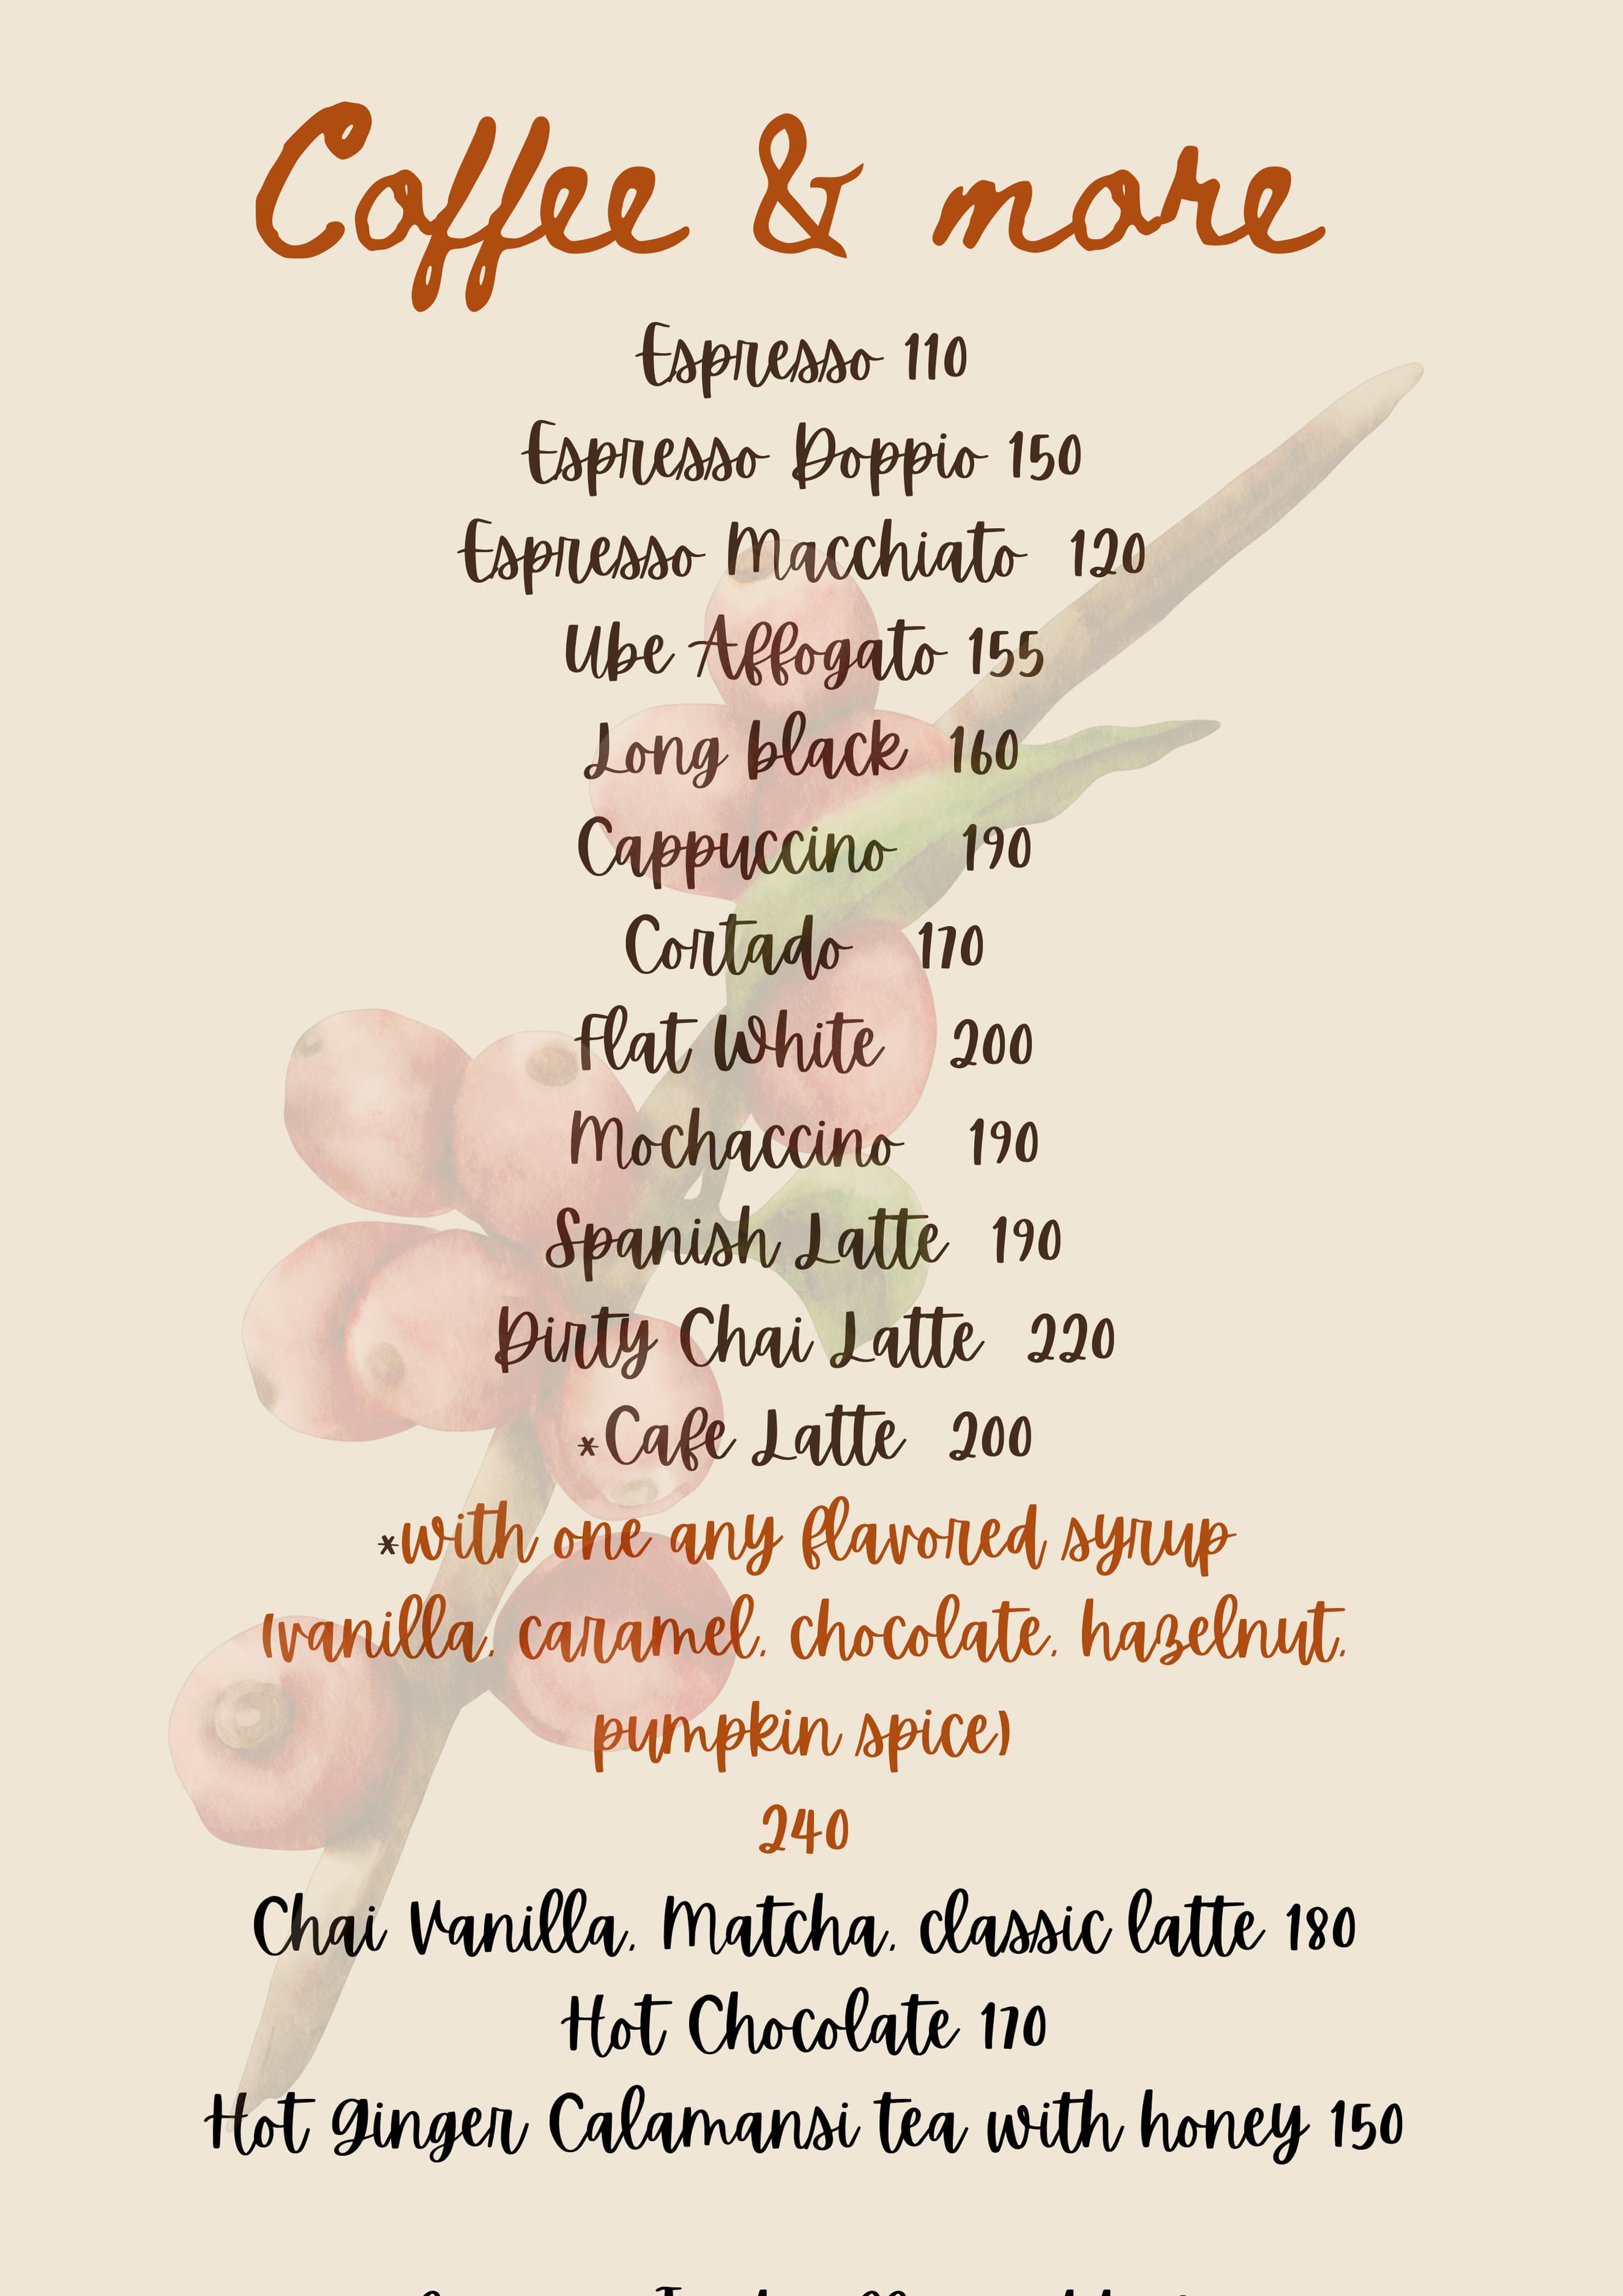 Coffee & more
Espresso 110
Espresso Doppio 150
Espresso Macchiato 120
Ube Affogato 155
Long black 160
Cappuccino 190
Cortado 170
Flat White 200
Mochaccino 190
Spanish Latte 190
Dirty Chai Latte 220
*Cafe Latte 200
*with one any flavored syrup
(vanilla, caramel, chocolate, hazelnut,
pumpkin spice)
240
Chai Vanilla, Matcha, classic latte 180
Hot Chocolate 170
Hot Ginger Calamansi tea with honey 150